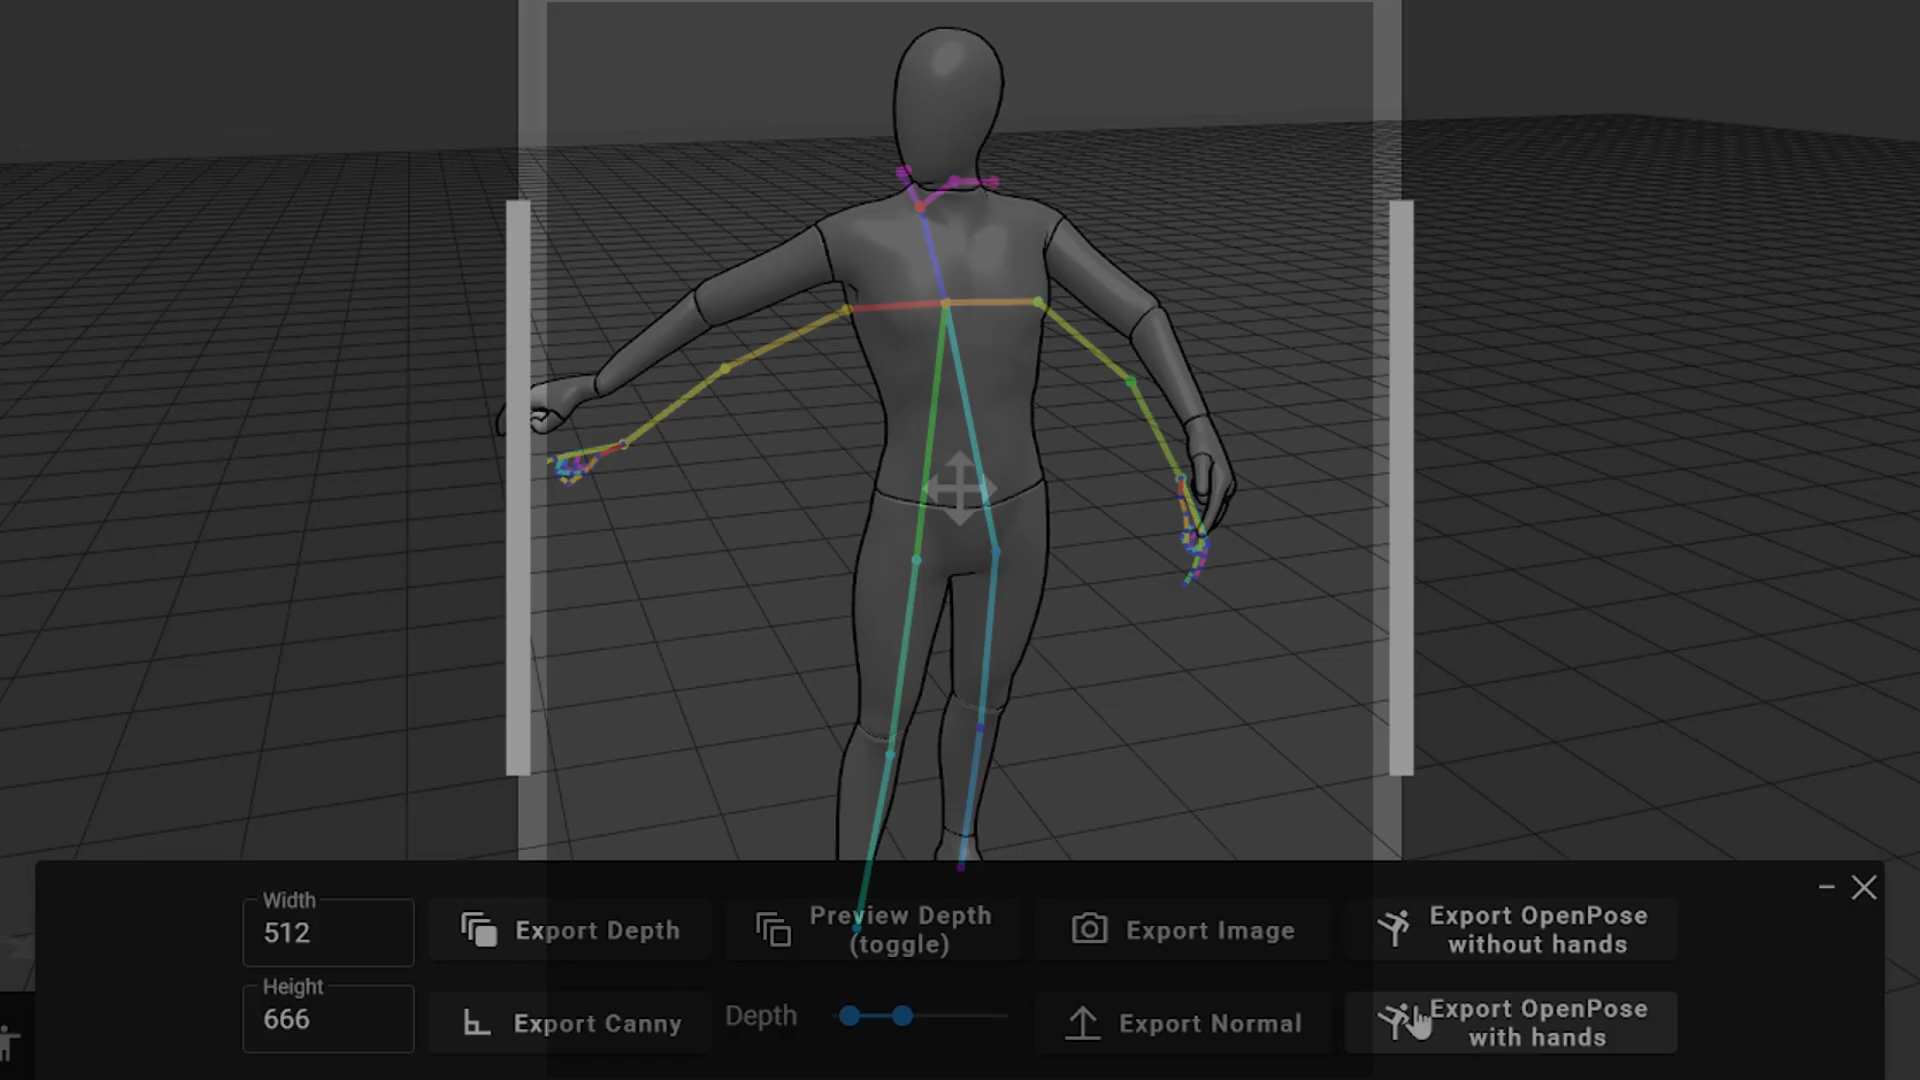 Width
512
Export Depth
Preview Depth
(toggle)
Export Image
Export OpenPose
without hands
Height
666
Export Canny
Depth
Export Normal
Export OpenPose
with hands